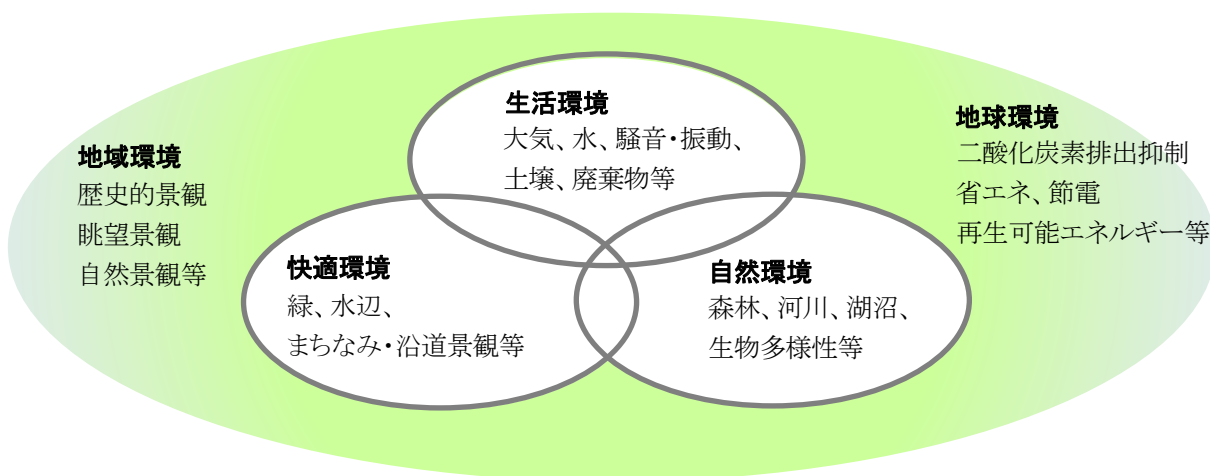 生活環境
大気、水、騒音・振動、
土壌、廃棄物等
地域環境
歴史的景観
眺望景観
自然景観等
地球環境
二酸化炭素排出抑制
省エネ、節電
再生可能エネルギー等
快適環境
緑、水辺、
まちなみ・沿道景観等
自然環境
森林、河川、湖沼、
生物多様性等